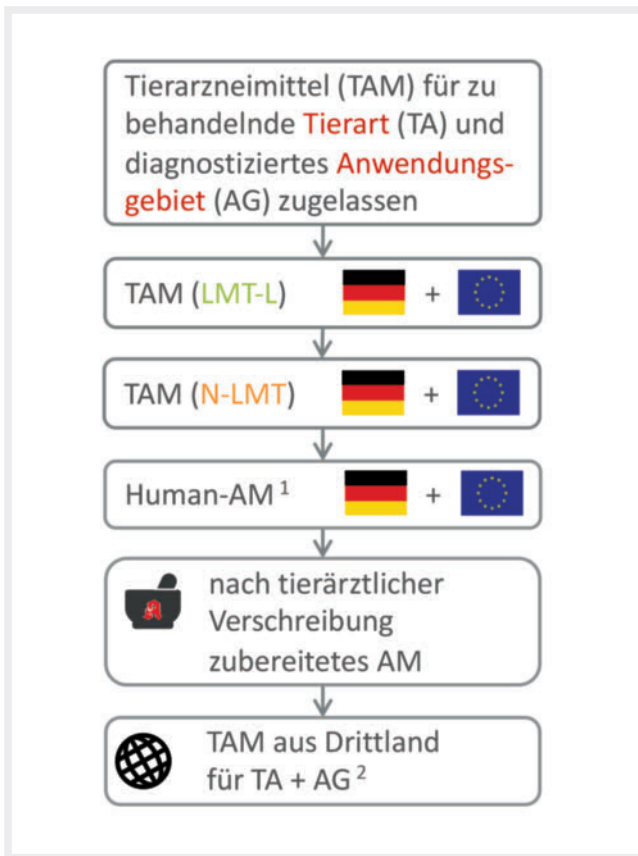 Tierarzneimittel (TAM) für zu
behandelnde Tierart (TA) und
diagnostiziertes Anwendungs-
gebiet (AG) zugelassen
TAM (LMT-L) +
TAM (N-LMT) +
Human-AM ¹ +
A
nach tierärztlicher
Verschreibung
zubereitetes AM
TAM aus Drittland
für TA + AG ²